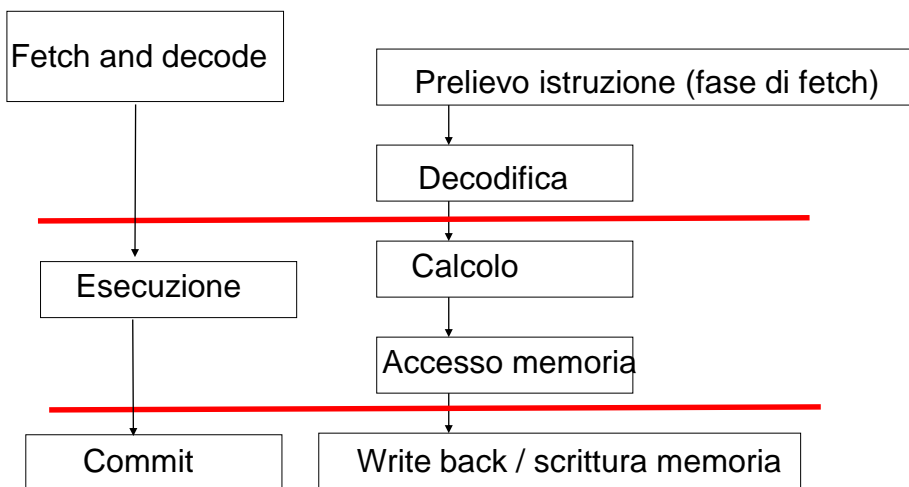 Fetch and decode
Prelievo istruzione (fase di fetch)
Decodifica
Calcolo
Esecuzione
Accesso memoria
Commit
Write back / scrittura memoria